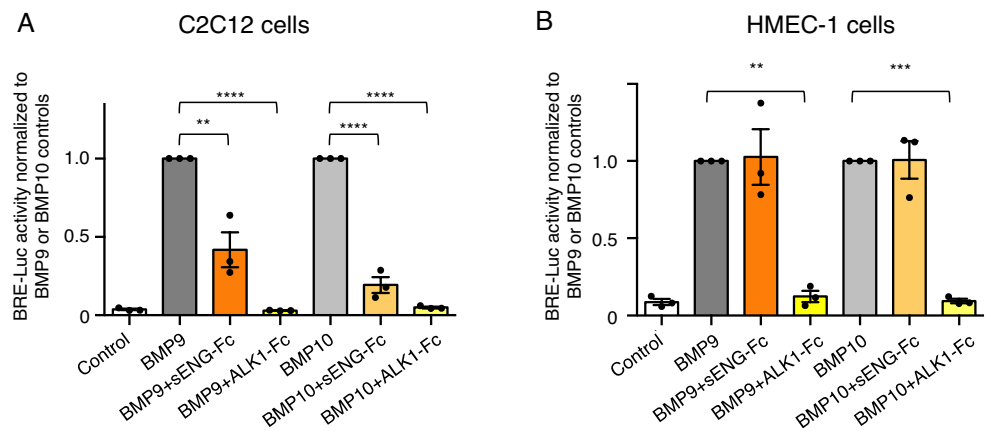 A
C2C12 cells
BRE-Luc activity normalized to
BMP9 or BMP10 controls
1.0
0.5
0
****
**
****
****
Control
BMP9
BMP9+sENG-Fc
BMP9+ALK1-Fc
BMP10
BMP10+sENG-Fc
BMP10+ALK1-Fc
B
HMEC-1 cells
BRE-Luc activity normalized to
BMP9 or BMP10 controls
1.0
0.5
0
**
***
Control
BMP9
BMP9+sENG-Fc
BMP9+ALK1-Fc
BMP10
BMP10+sENG-Fc
BMP10+ALK1-Fc